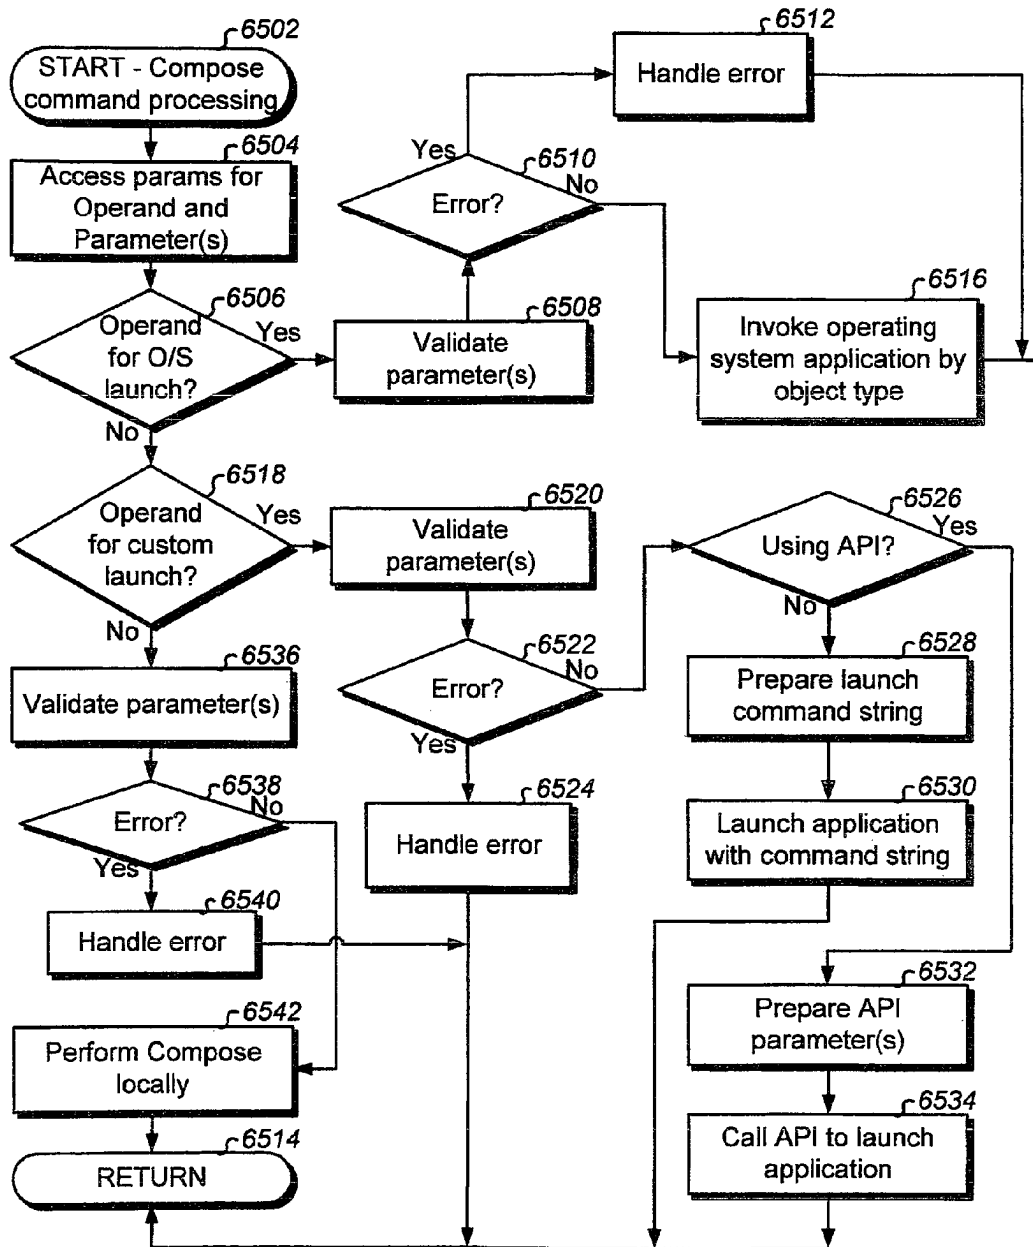 6502
START - Compose
command processing
6504
Access params for
Operand and
Parameter(s)
6506
Operand
for O/S
launch?
Yes
No
6508
Validate
parameter(s)
6510
Error?
Yes
No
6512
Handle error
6516
Invoke operating
system application by
object type
6518
Operand
for custom
launch?
Yes
No
6520
Validate
parameter(s)
6522
Error?
No
Yes
6524
Handle error
6526
Using API?
Yes
No
6528
Prepare launch
command string
6530
Launch application
with command string
6532
Prepare API
parameter(s)
6534
Call API to launch
application
6536
Validate parameter(s)
6538
Error?
No
Yes
6540
Handle error
6542
Perform Compose
locally
6514
RETURN